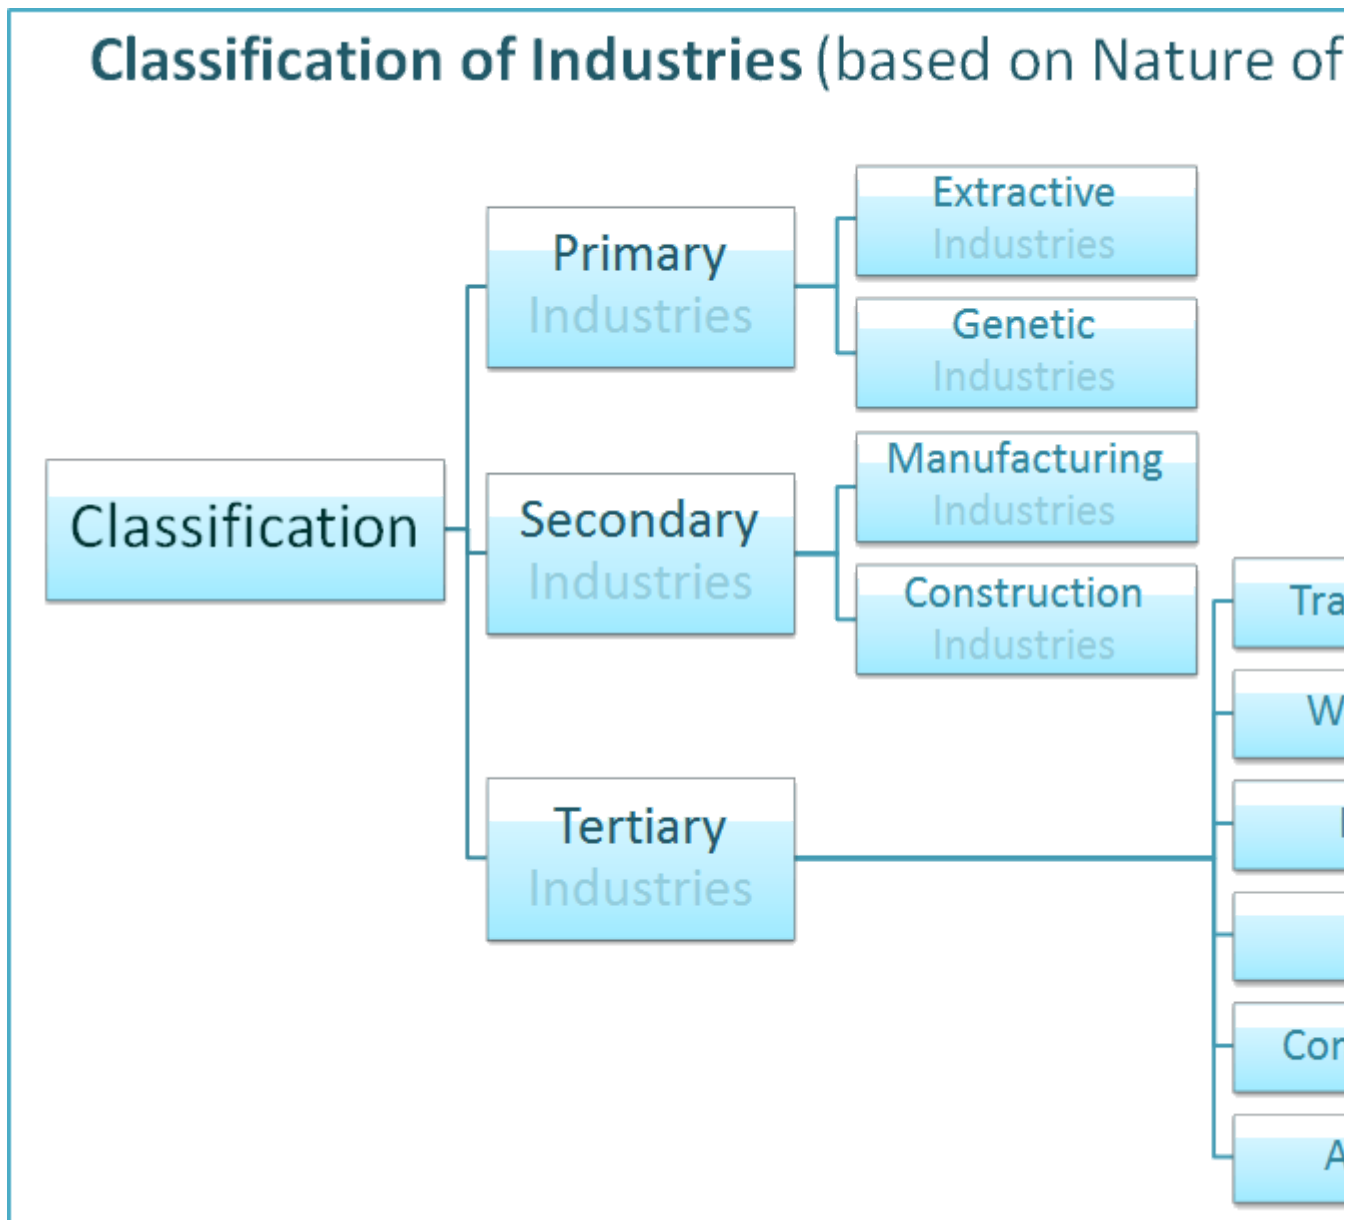 Classification of Industries (based on Nature of
Extractive
Industries
Primary
Industries
Genetic
Industries
Manufacturing
Industries
Secondary
Industries
Classification
Construction
Industries
Tertiary
Industries